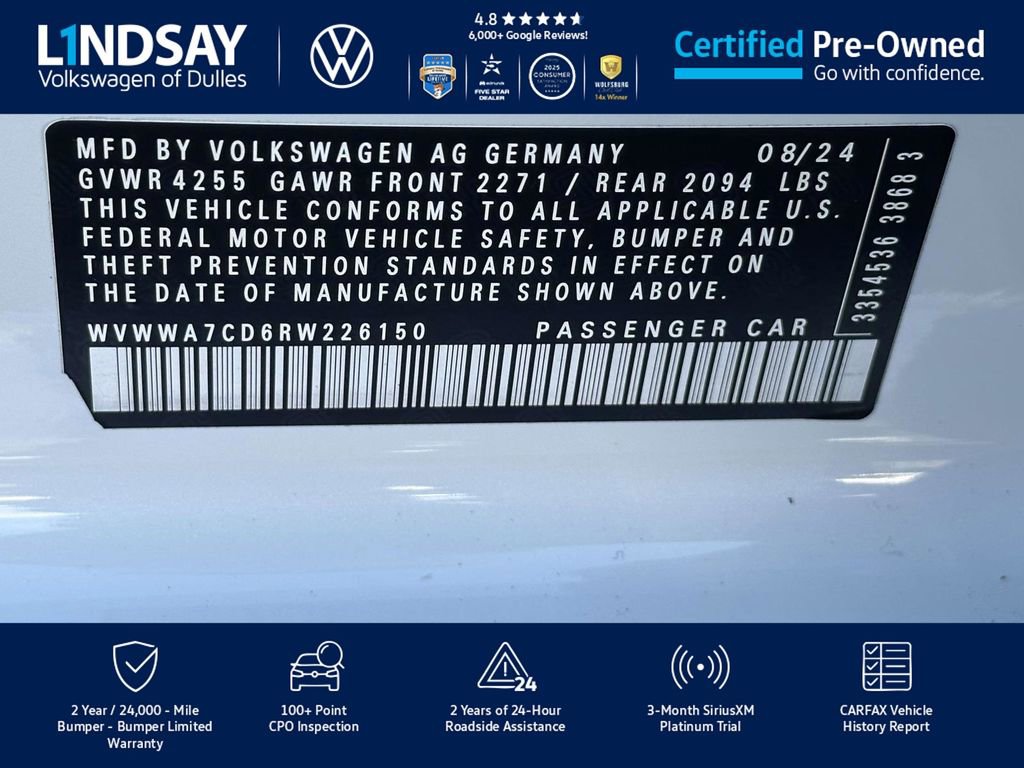 L1NDSAY
Volkswagen of Dulles
4.8
6,000+ Google Reviews!
FIVE STAR
DEALER
2025
CONSUMER
WOLFSBURG
14x Winner
Certified Pre-Owned
Go with confidence.
MFD BY VOLKSWAGEN AG GERMANY 08/24
GVWR 4255 GAWR FRONT 2271 / REAR 2094 LBS
THIS VEHICLE CONFORMS TO ALL APPLICABLE U.S.
FEDERAL MOTOR VEHICLE SAFETY, BUMPER AND
THEFT PREVENTION STANDARDS IN EFFECT ON
THE DATE OF MANUFACTURE SHOWN ABOVE.
WVWWA7CD6RW226150 PASSENGER CAR
3354536 3868 3
2 Year / 24,000 - Mile
Bumper - Bumper Limited
Warranty
100+ Point
CPO Inspection
24
2 Years of 24-Hour
Roadside Assistance
3-Month SiriusXM
Platinum Trial
CARFAX Vehicle
History Report